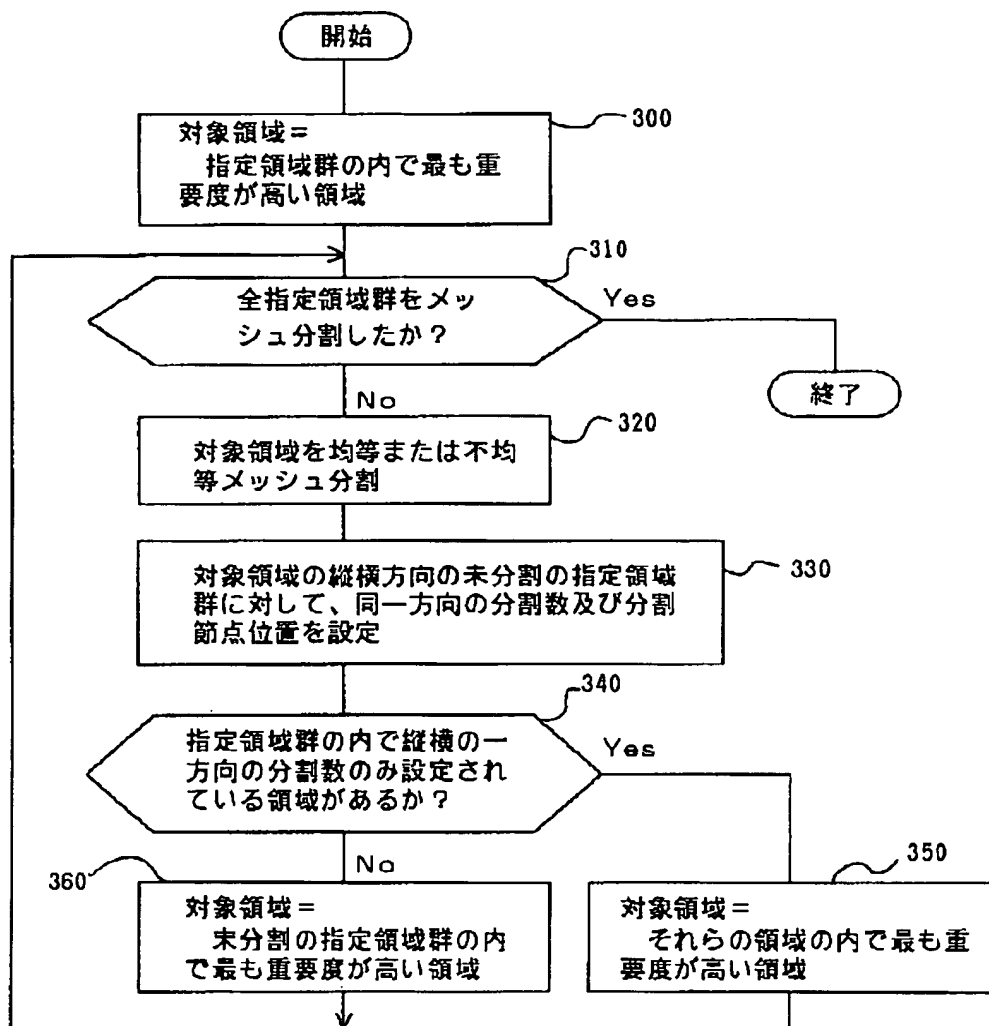 開始
300
対象領域＝
指定領域群の内で最も重
要度が高い領域
310
全指定領域群をメッ
シュ分割したか？
Yes
No
終了
320
対象領域を均等または不均
等メッシュ分割
330
対象領域の縦横方向の未分割の指定領域
群に対して、同一方向の分割数及び分割
節点位置を設定
340
指定領域群の内で縦横の一
方向の分割数のみ設定され
ている領域があるか？
Yes
No
360
対象領域＝
未分割の指定領域群の内
で最も重要度が高い領域
350
対象領域＝
それらの領域の内で最も重
要度が高い領域